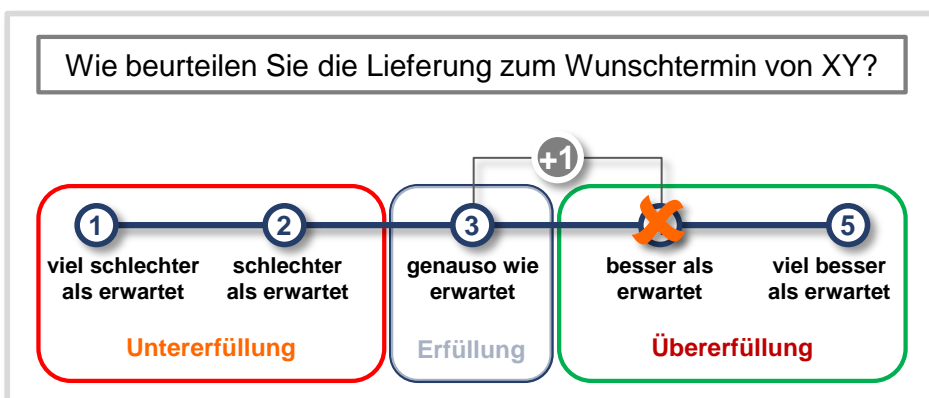 Wie beurteilen Sie die Lieferung zum Wunschtermin von XY?
+1
1 2 3 5
viel schlechter schlechter genauso wie besser als viel besser
als erwartet als erwartet erwartet erwartet als erwartet
Untererfüllung Erfüllung Übererfüllung